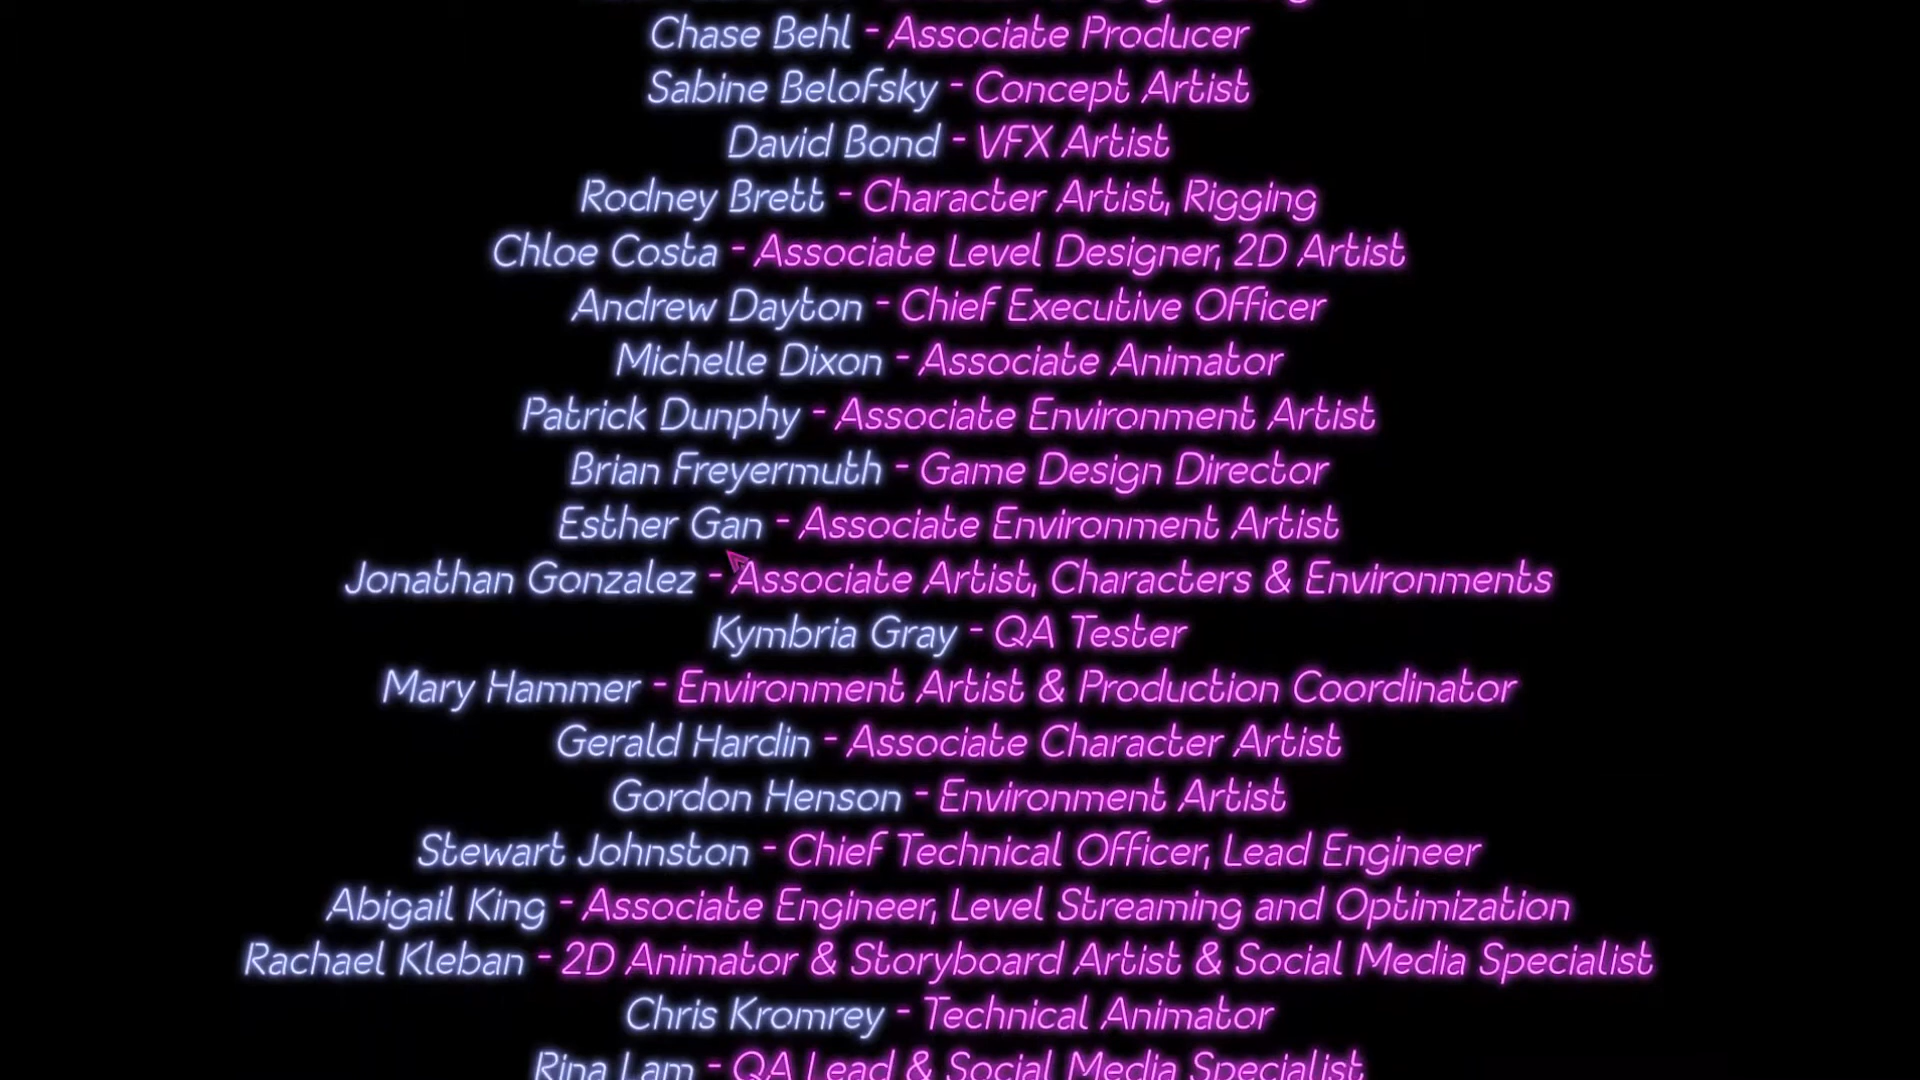 Chase Behl - Associate Producer
Sabine Belofsky - Concept Artist
David Bond - VFX Artist
Rodney Brett - Character Artist, Rigging
Chloe Costa - Associate Level Designer, 2D Artist
Andrew Dayton - Chief Executive Officer
Michelle Dixon - Associate Animator
Patrick Dunphy - Associate Environment Artist
Brian Freyermuth - Game Design Director
Esther Gan - Associate Environment Artist
Jonathan Gonzalez - Associate Artist, Characters & Environments
Kymbria Gray - QA Tester
Mary Hammer - Environment Artist & Production Coordinator
Gerald Hardin - Associate Character Artist
Gordon Henson - Environment Artist
Stewart Johnston - Chief Technical Officer, Lead Engineer
Abigail King - Associate Engineer, Level Streaming and Optimization
Rachael Kleban - 2D Animator & Storyboard Artist & Social Media Specialist
Chris Kromrey - Technical Animator
Rina Lam - QA Lead & Social Media Specialist